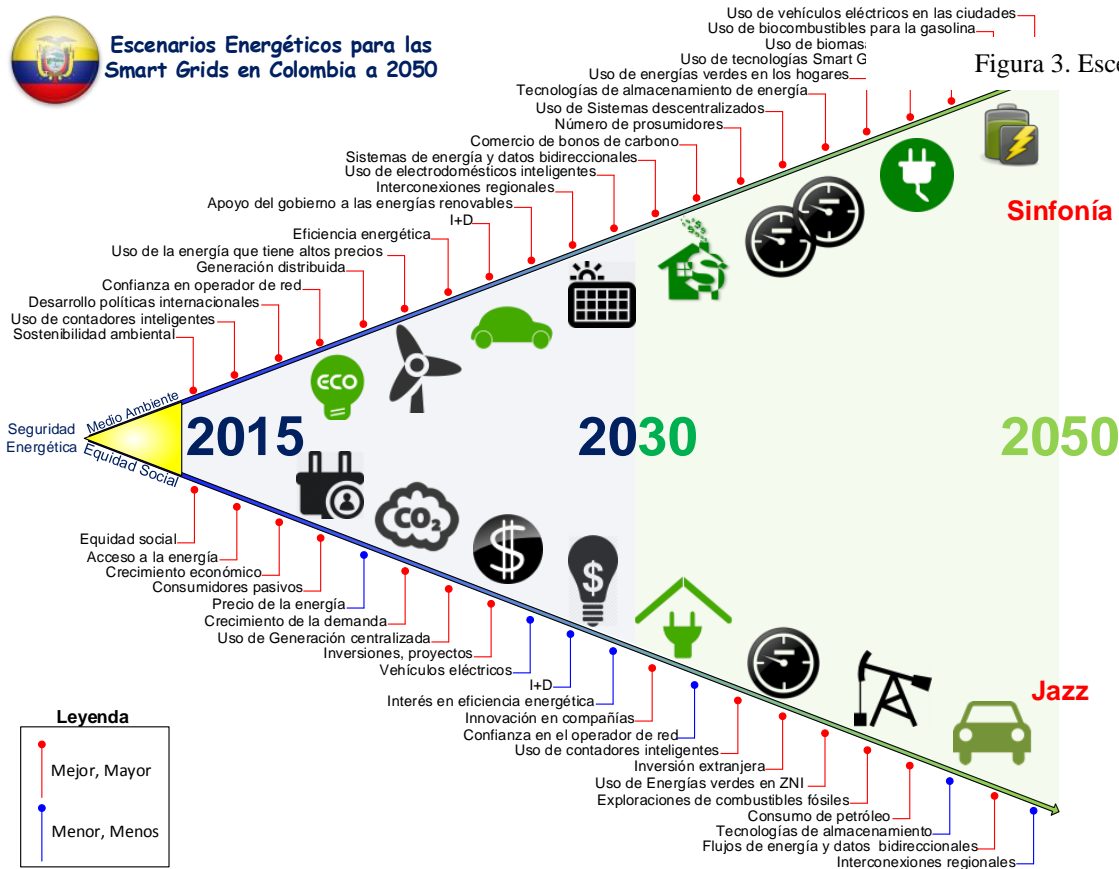 Escenarios Energéticos para las
Smart Grids en Colombia a 2050
Uso de vehículos eléctricos en las ciudades
Uso de biocombustibles para la gasolina
Uso de biomas
Uso de tecnologías Smart G
Figura 3. Esc
Uso de energías verdes en los hogares
Tecnologías de almacenamiento de energía
Uso de Sistemas descentralizados
Número de prosumidores
Comercio de bonos de carbono
Sistemas de energía y datos bidireccionales
Uso de electrodomésticos inteligentes
Interconexiones regionales
Apoyo del gobierno a las energías renovables
I+D
Eficiencia energética
Uso de la energía que tiene altos precios
Generación distribuida
Confianza en operador de red
Desarrollo políticas internacionales
Uso de contadores inteligentes
Sostenibilidad ambiental
Sinfonía
ECO
Medio Ambiente
Seguridad
Energética
Equidad Social
2015
2030
2050
CO2
$
$
Equidad social
Acceso a la energía
Crecimiento económico
Consumidores pasivos
Precio de la energía
Crecimiento de la demanda
Uso de Generación centralizada
Inversiones, proyectos
Vehículos eléctricos
I+D
Interés en eficiencia energética
Innovación en compañías
Confianza en el operador de red
Uso de contadores inteligentes
Inversión extranjera
Uso de Energías verdes en ZNI
Exploraciones de combustibles fósiles
Consumo de petróleo
Tecnologías de almacenamiento
Flujos de energía y datos bidireccionales
Interconexiones regionales
Jazz
Leyenda
Mejor, Mayor
Menor, Menos